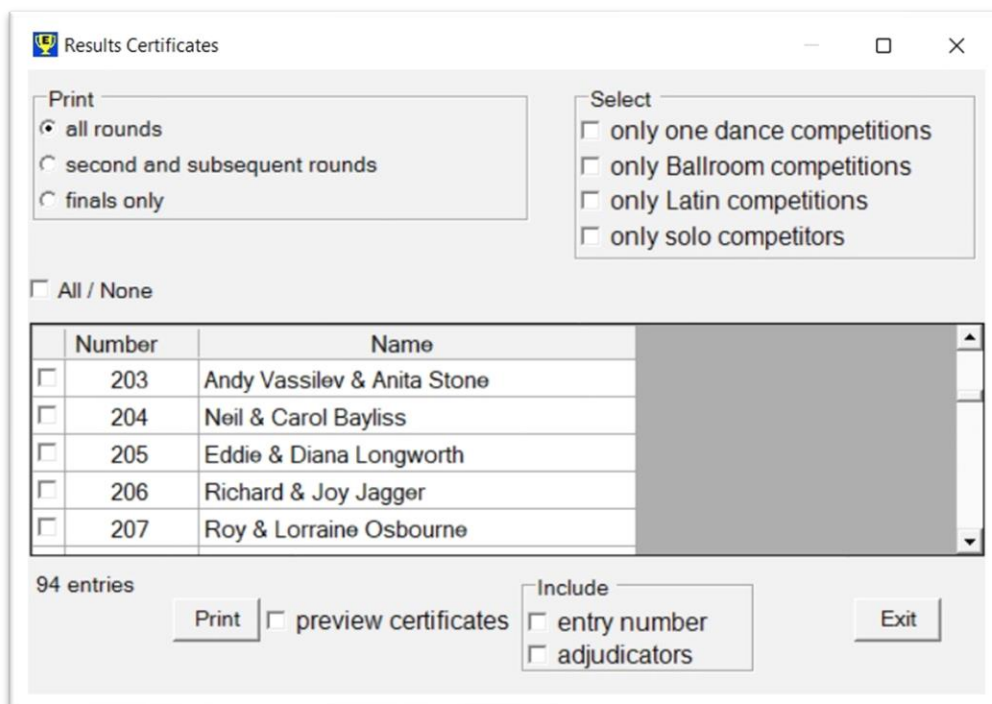 Results Certificates
Print
all rounds
second and subsequent rounds
finals only
Select
only one dance competitions
only Ballroom competitions
only Latin competitions
only solo competitors
All / None
Number Name
203 Andy Vassilev & Anita Stone
204 Neil & Carol Bayliss
205 Eddie & Diana Longworth
206 Richard & Joy Jagger
207 Roy & Lorraine Osbourne
94 entries
Print preview certificates
Include
entry number
adjudicators
Exit